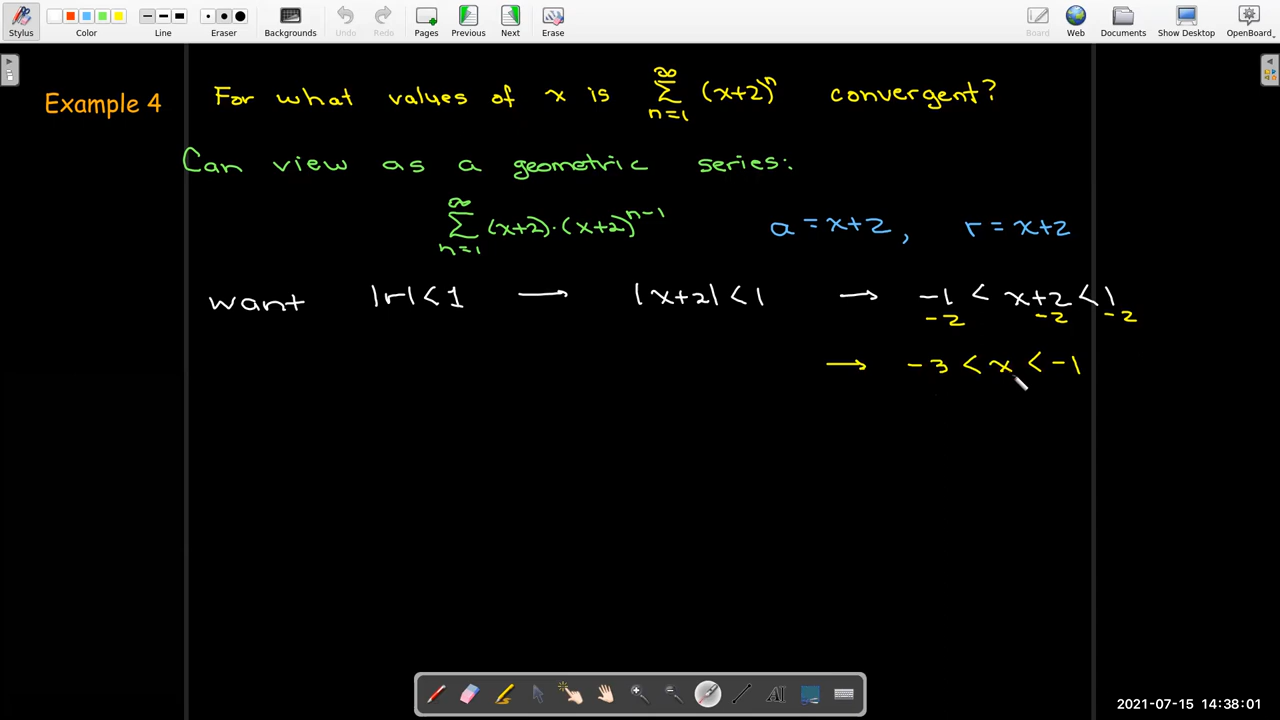 Stylus Color Line Eraser Backgrounds Undo Redo Pages Previous Next Erase Board Web Documents Show Desktop OpenBoard
Example 4 For what values of x is ∑_{n=1}^{∞} (x+2)^n convergent?
Can view as a geometric series:
∑_{n=1}^{∞} (x+2)·(x+2)^{n-1} a = x+2, r = x+2
want |r| < 1 → |x+2| < 1 → -1 < x+2 < 1
-2 -2 -2
→ -3 < x < -1
2021-07-15 14:38:01